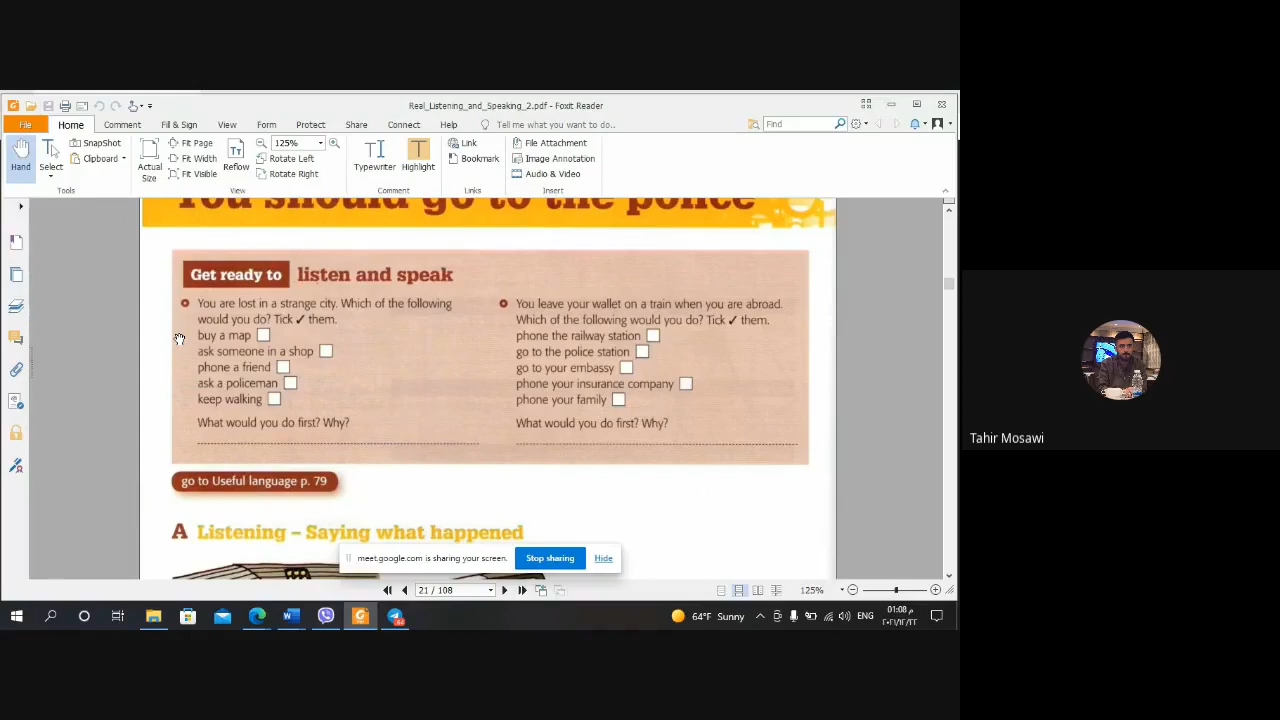 Real_Listening_and_Speaking_2.pdf - Foxit Reader
File Home Comment Fill & Sign View Form Protect Share Connect Help Tell me what you want to do.. Find
Hand
Select
SnapShot
Clipboard
Actual Size
Fit Page
Fit Width
Fit Visible
Reflow
125%
Rotate Left
Rotate Right
Typewriter
Highlight
Link
Bookmark
File Attachment
Image Annotation
Audio & Video
Tools View Comment Links Insert
You should go to the police
Get ready to listen and speak
You are lost in a strange city. Which of the following
would you do? Tick ✓ them.
buy a map
ask someone in a shop
phone a friend
ask a policeman
keep walking
What would you do first? Why?
You leave your wallet on a train when you are abroad.
Which of the following would you do? Tick ✓ them.
phone the railway station
go to the police station
go to your embassy
phone your insurance company
phone your family
What would you do first? Why?
go to Useful language p. 79
A Listening – Saying what happened
meet.google.com is sharing your screen. Stop sharing Hide
21 / 108
125%
64°F Sunny
ENG
01:08 م
Tahir Mosawi